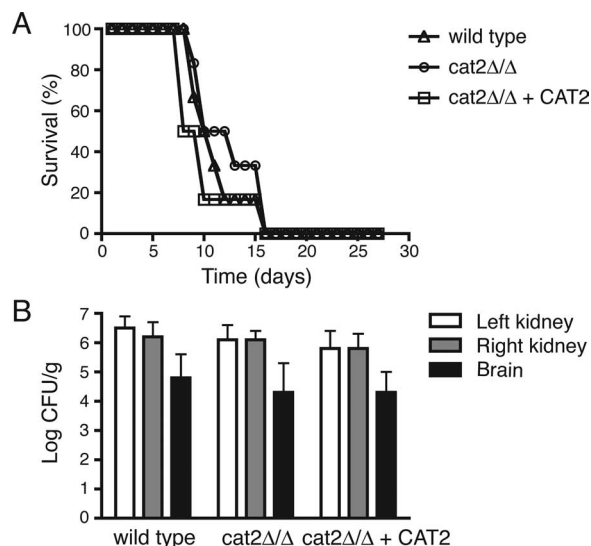 A
Survival (%)
100
80
60
40
20
0
0 5 10 15 20 25 30
Time (days)
wild type
cat2Δ/Δ
cat2Δ/Δ + CAT2
B
Log CFU/g
7
6
5
4
3
2
1
0
wild type cat2Δ/Δ cat2Δ/Δ + CAT2
Left kidney
Right kidney
Brain